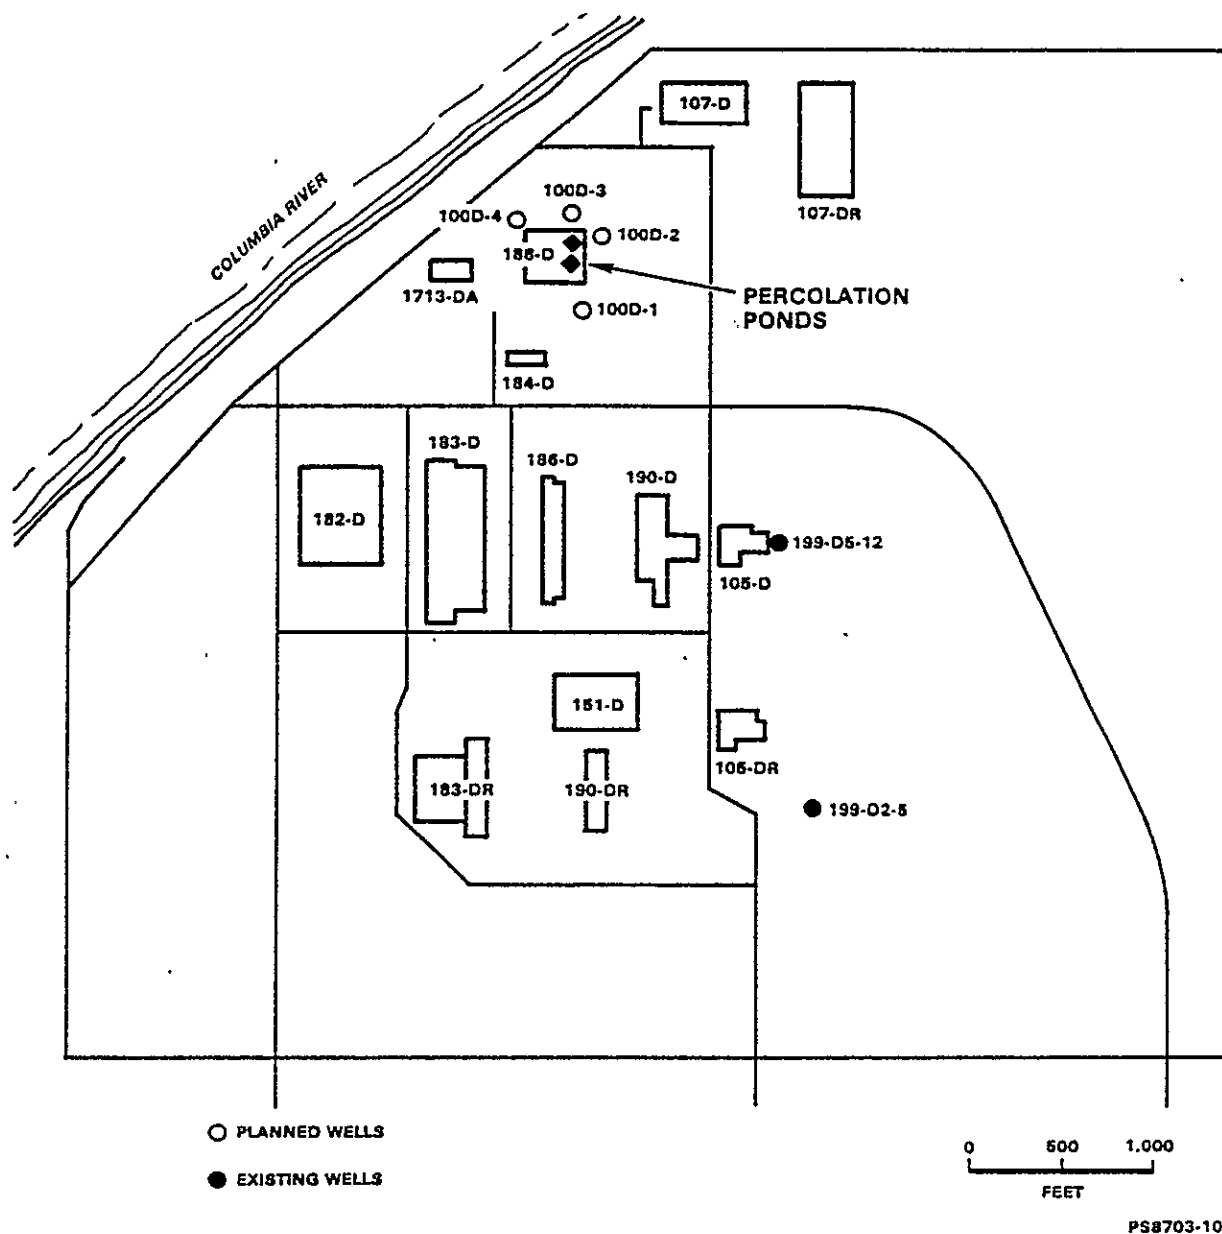 107-D
COLUMBIA RIVER
100D-3
107-DR
100D-4
100D-2
188-D
1713-DA
PERCOLATION
PONDS
100D-1
184-D
183-D
186-D
190-D
182-D
199-D5-12
105-D
151-D
105-DR
183-DR
190-DR
199-D2-5
PLANNED WELLS
EXISTING WELLS
0 500 1,000
FEET
PS8703-10